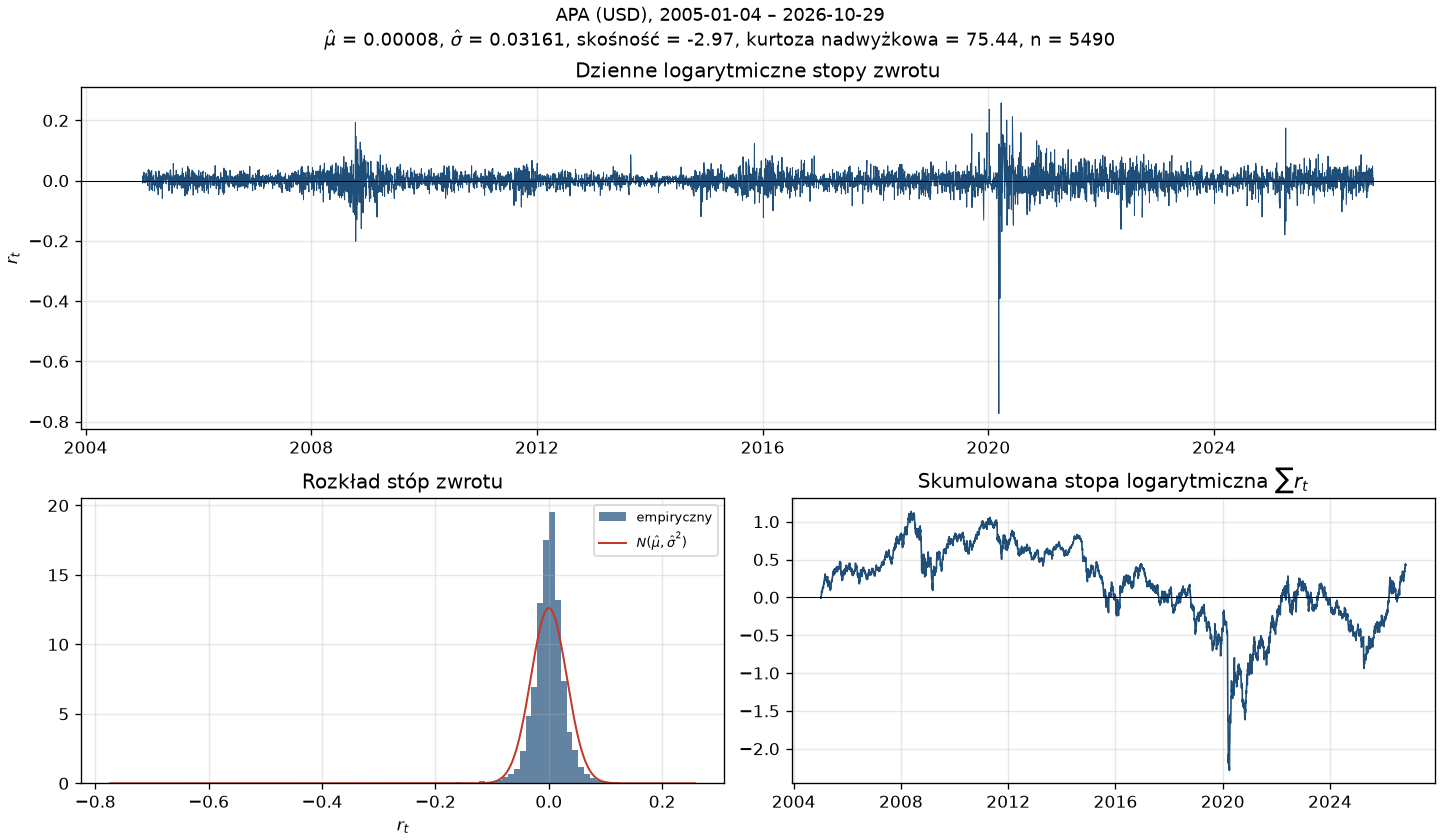 APA (USD), 2005-01-04 – 2026-10-29
μ̂ = 0.00008, σ̂ = 0.03161, skośność = -2.97, kurtoza nadwyżkowa = 75.44, n = 5490
Dzienne logarytmiczne stopy zwrotu
0.2
0.0
−0.2
−0.4
−0.6
−0.8
r_t
2004 2008 2012 2016 2020 2024
Rozkład stóp zwrotu
20
15
10
5
0
empiryczny
N(μ̂, σ̂²)
−0.8 −0.6 −0.4 −0.2 0.0 0.2
r_t
Skumulowana stopa logarytmiczna ∑r_t
1.0
0.5
0.0
−0.5
−1.0
−1.5
−2.0
2004 2008 2012 2016 2020 2024